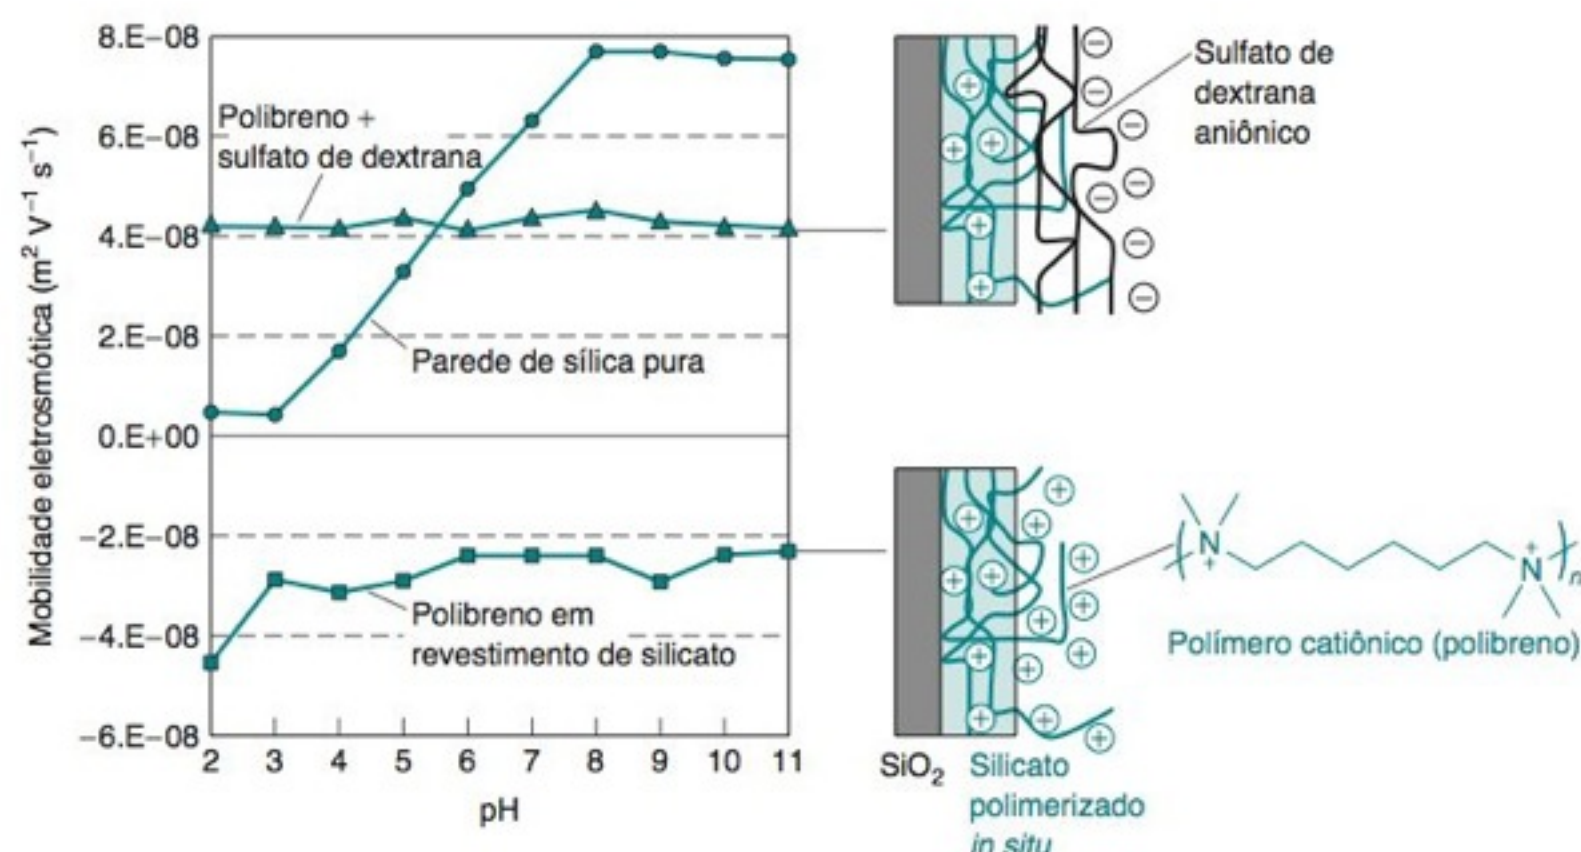 Mobilidade eletrosmótica (m² V⁻¹ s⁻¹)
8.E−08
6.E−08
4.E−08
2.E−08
0.E+00
−2.E−08
−4.E−08
−6.E−08
Polibreno +
sulfato de dextrana
Parede de sílica pura
Polibreno em
revestimento de silicato
2 3 4 5 6 7 8 9 10 11
pH
Sulfato de
dextrana
aniônico
+ + + + +
− − − − − − −
+ + + + + + + + + + + + +
N
+
+
N
n
Polímero catiônico (polibreno)
SiO₂
Silicato
polimerizado
in situ